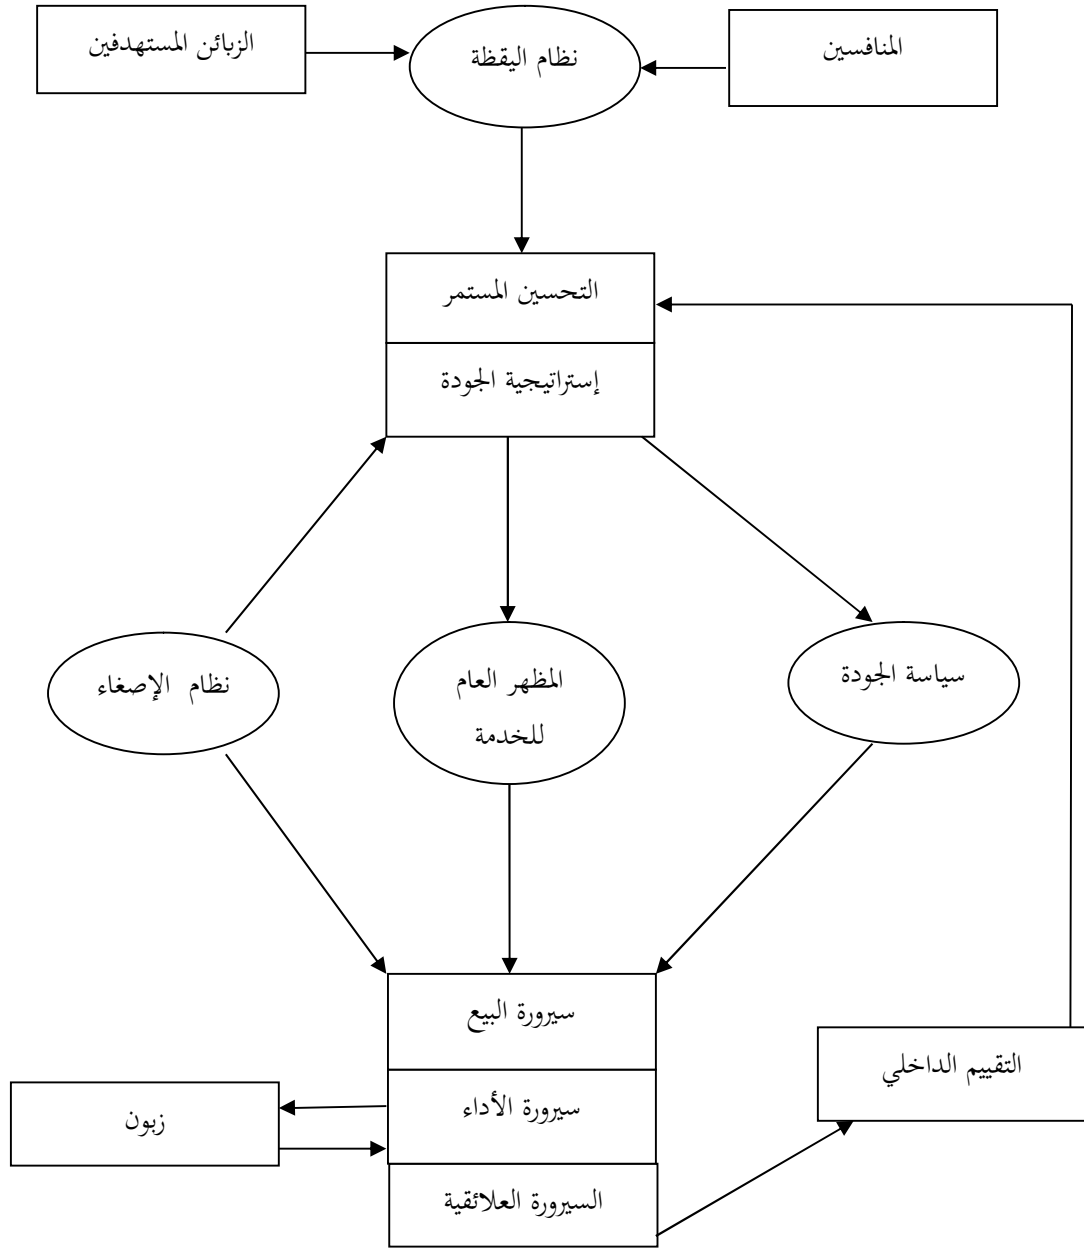 الزبائن المستهدفين
نظام اليقظة
المنافسين
التحسين المستمر
إستراتيجية الجودة
نظام الإصغاء
المظهر العام
للخدمة
سياسة الجودة
سيرورة البيع
سيرورة الأداء
السيرورة العلائقية
زبون
التقييم الداخلي